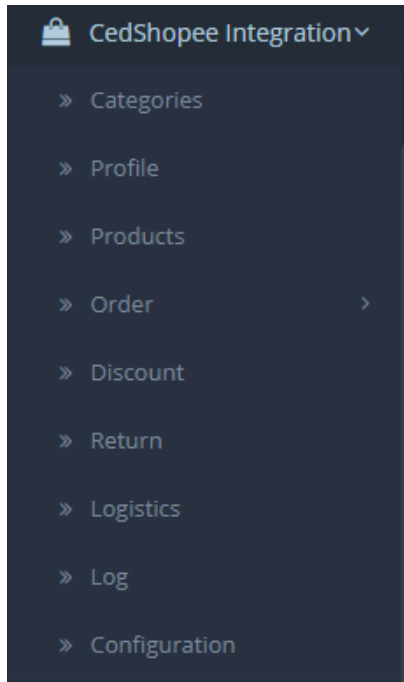 CedShopee Integration
Categories
Profile
Products
Order
Discount
Return
Logistics
Log
Configuration